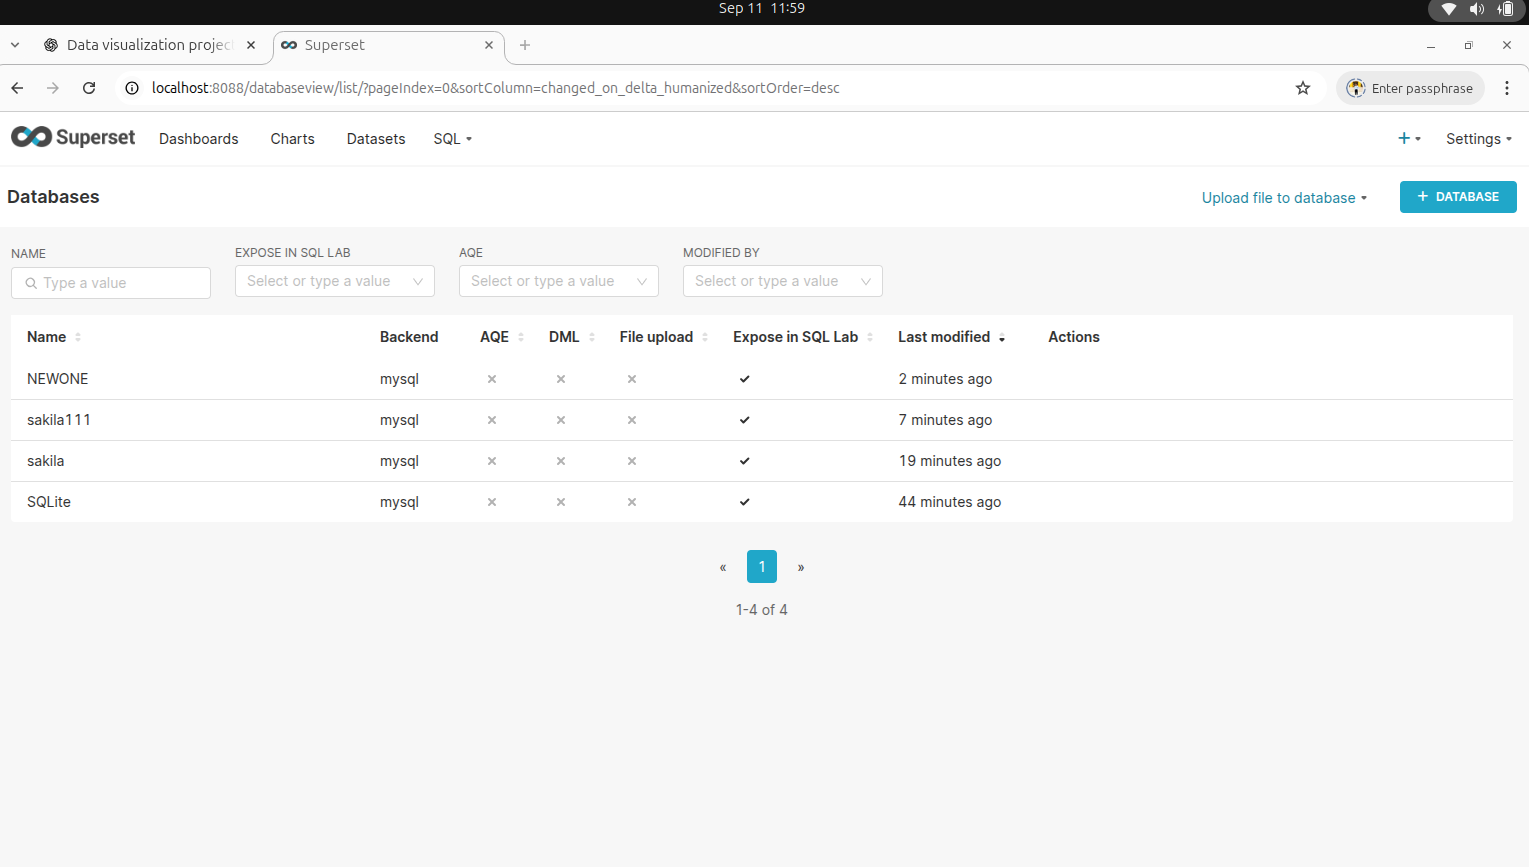 Sep 11 11:59
Data visualization projec
Superset
localhost:8088/databaseview/list/?pageIndex=0&sortColumn=changed_on_delta_humanized&sortOrder=desc
Enter passphrase
Superset Dashboards Charts Datasets SQL + Settings
Databases Upload file to database + DATABASE
NAME EXPOSE IN SQL LAB AQE MODIFIED BY
Type a value Select or type a value Select or type a value Select or type a value
Name Backend AQE DML File upload Expose in SQL Lab Last modified Actions
NEWONE mysql 2 minutes ago
sakila111 mysql 7 minutes ago
sakila mysql 19 minutes ago
SQLite mysql 44 minutes ago
« 1 »
1-4 of 4